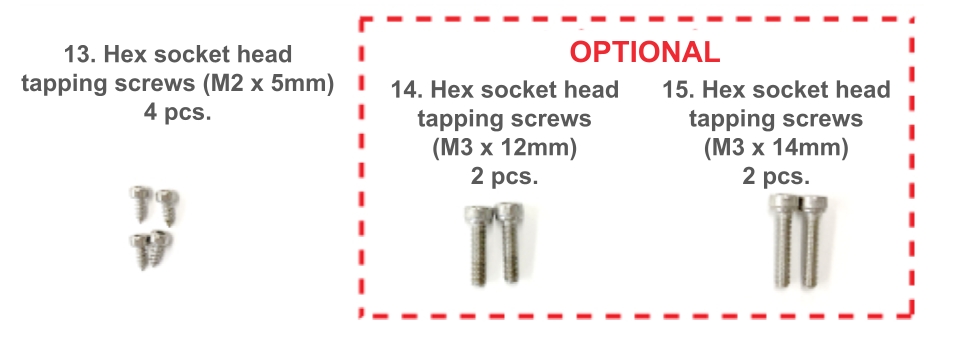 13. Hex socket head
tapping screws (M2 x 5mm)
4 pcs.
OPTIONAL
14. Hex socket head
tapping screws
(M3 x 12mm)
2 pcs.
15. Hex socket head
tapping screws
(M3 x 14mm)
2 pcs.